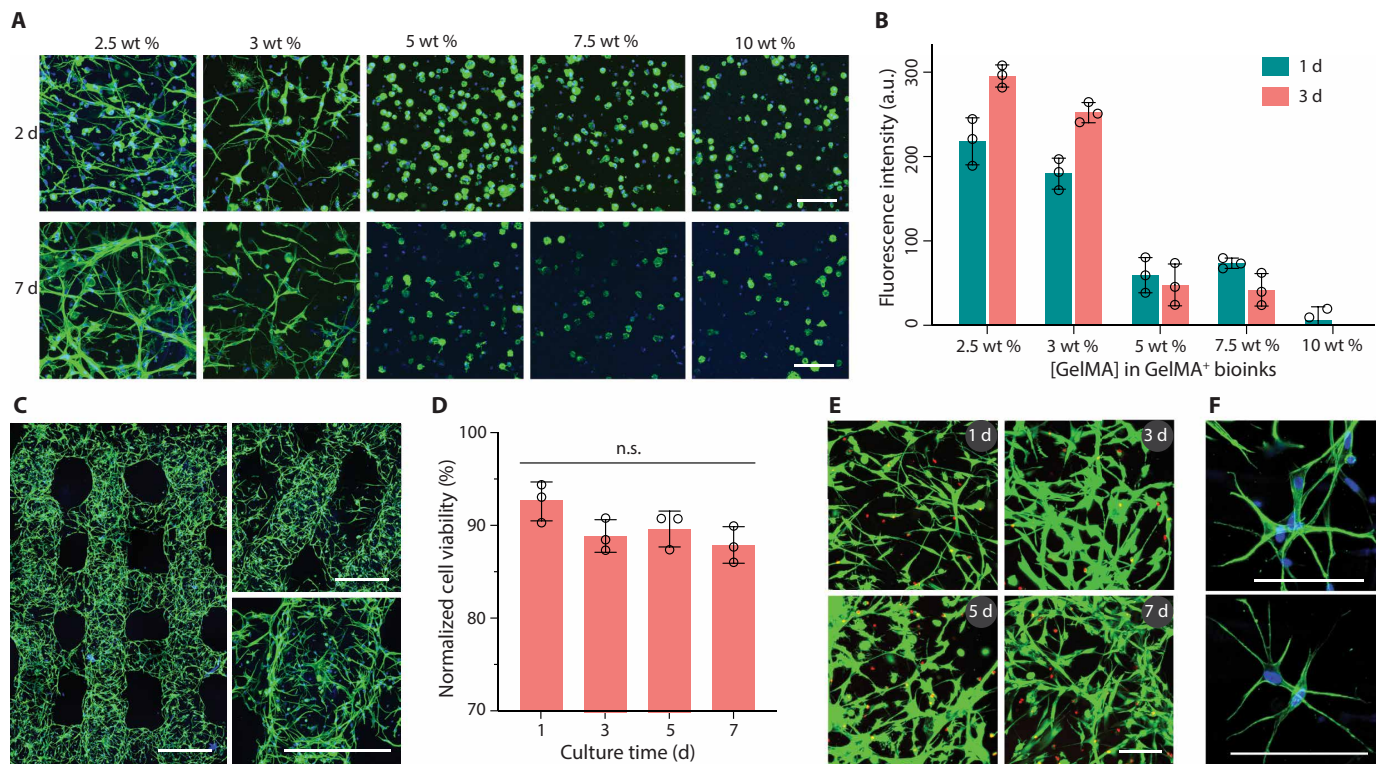 A
2.5 wt % 3 wt % 5 wt % 7.5 wt % 10 wt %
2 d
7 d
B
Fluorescence intensity (a.u.)
300
200
100
0
1 d
3 d
2.5 wt % 3 wt % 5 wt % 7.5 wt % 10 wt %
[GelMA] in GelMA⁺ bioinks
C
D
Normalized cell viability (%)
100
90
80
70
n.s.
1 3 5 7
Culture time (d)
E
1 d 3 d
5 d 7 d
F